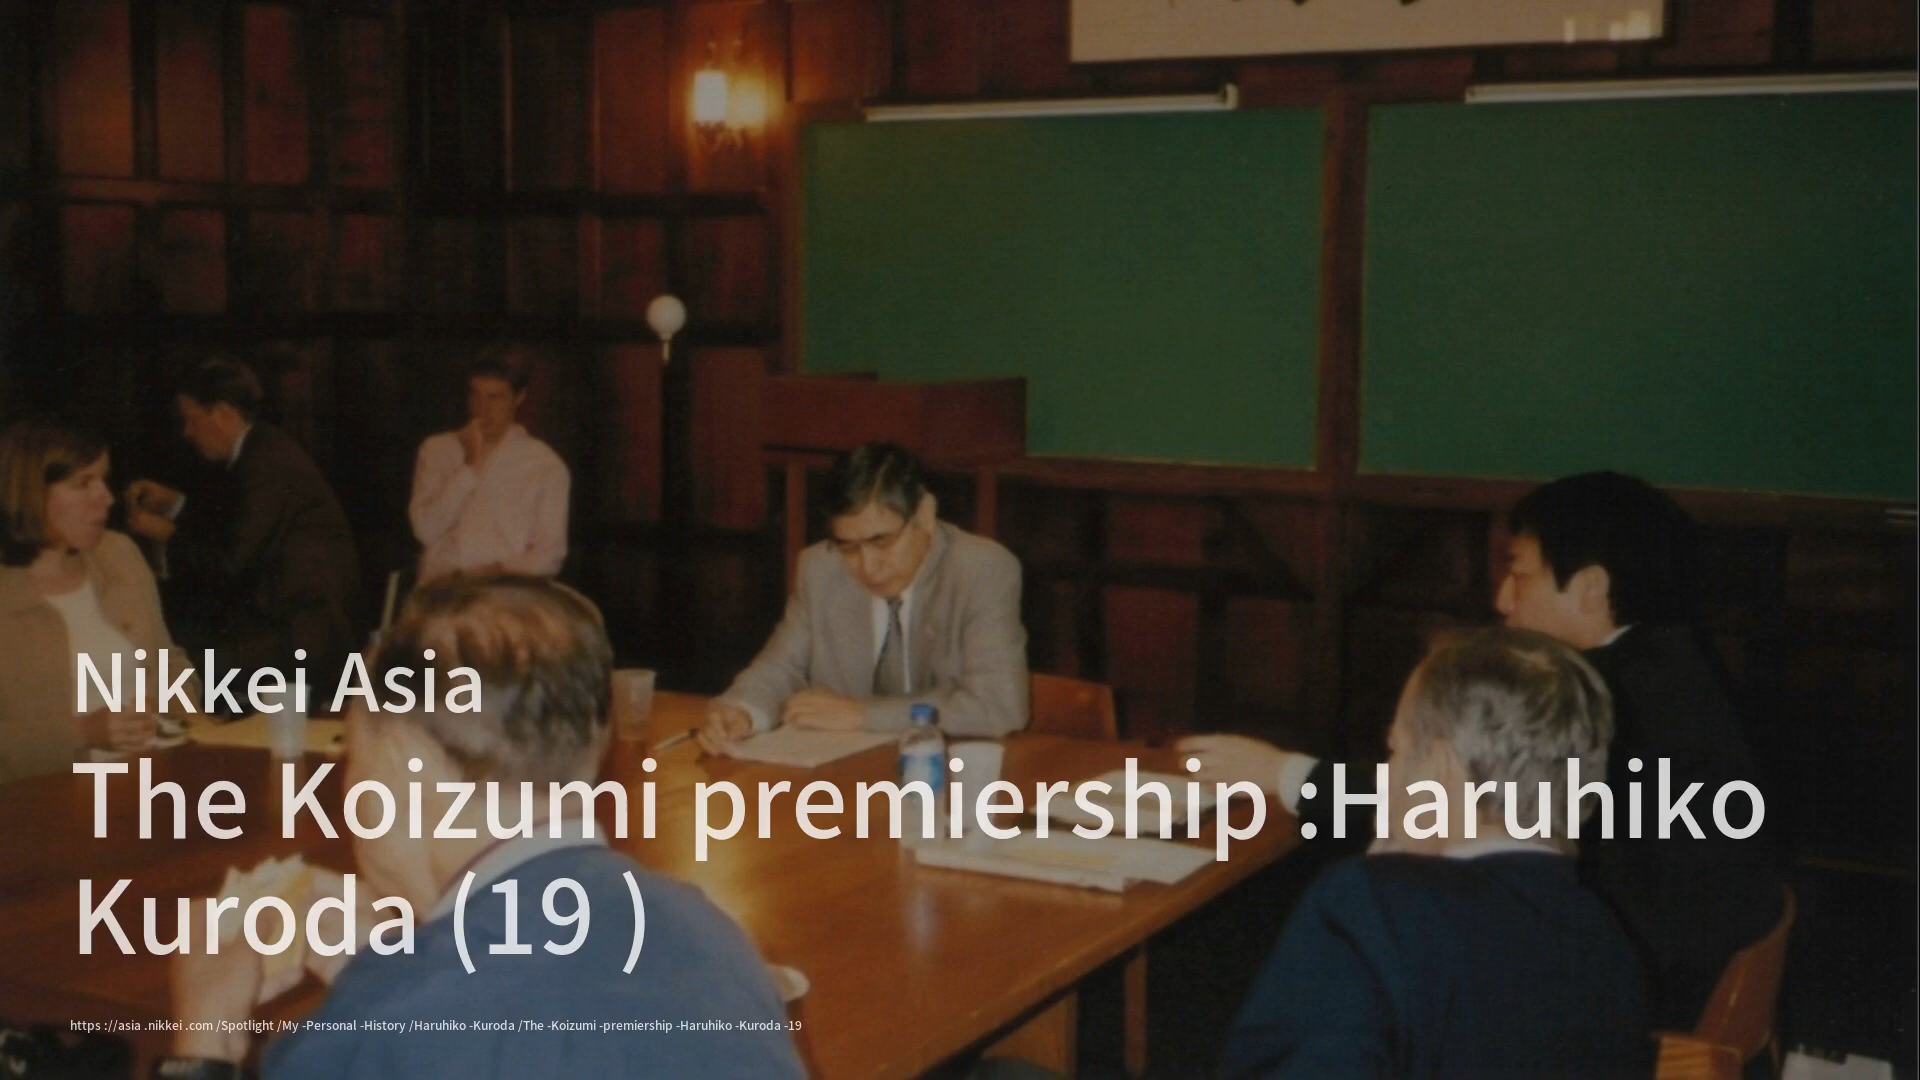 Nikkei Asia
The Koizumi premiership :Haruhiko
Kuroda (19 )
https ://asia .nikkei .com /Spotlight /My -Personal -History /Haruhiko -Kuroda /The -Koizumi -premiership -Haruhiko -Kuroda -19